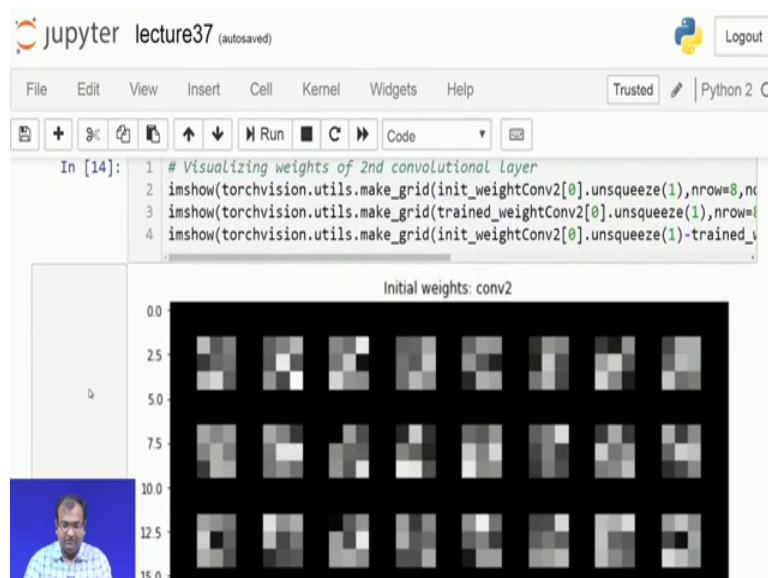 jupyter lecture37 (autosaved)
Logout
File Edit View Insert Cell Kernel Widgets Help
Trusted Python 2
Run Code
In [14]:
1 # Visualizing weights of 2nd convolutional layer
2 imshow(torchvision.utils.make_grid(init_weightConv2[0].unsqueeze(1),nrow=8,no
3 imshow(torchvision.utils.make_grid(trained_weightConv2[0].unsqueeze(1),nrow=8
4 imshow(torchvision.utils.make_grid(init_weightConv2[0].unsqueeze(1)-trained_w
Initial weights: conv2
0.0
2.5
5.0
7.5
10.0
12.5
15.0